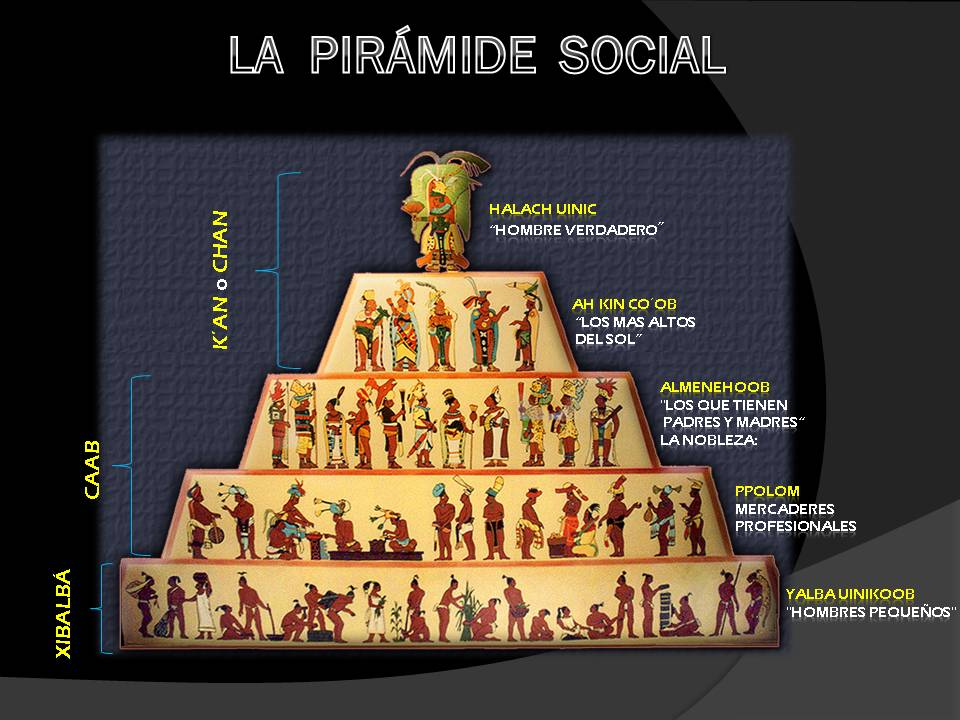 LA PIRÁMIDE SOCIAL
K´AN o CHAN
HALACH UINIC
“HOMBRE VERDADERO”
AH KIN CO´OB
“LOS MAS ALTOS
DEL SOL”
CAAB
ALMENEHOOB
"LOS QUE TIENEN
PADRES Y MADRES“
LA NOBLEZA:
PPOLOM
MERCADERES
PROFESIONALES
XIBALBÁ
YALBA UINIKOOB
"HOMBRES PEQUEÑOS"